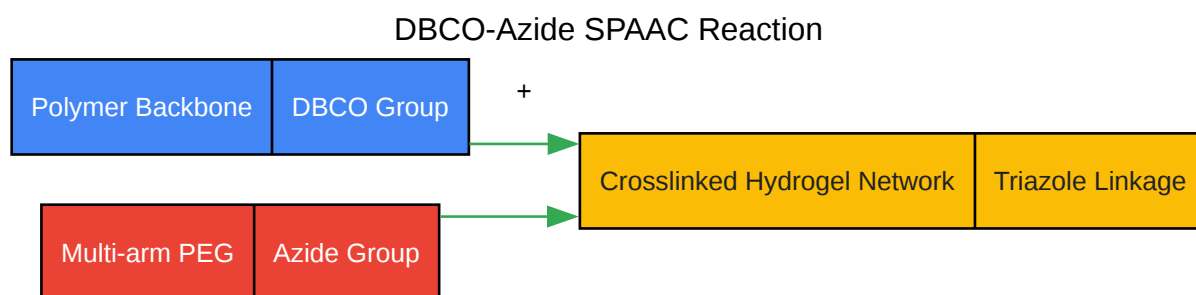 DBCO-Azide SPAAC Reaction
Polymer Backbone DBCO Group
+
Crosslinked Hydrogel Network Triazole Linkage
Multi-arm PEG Azide Group